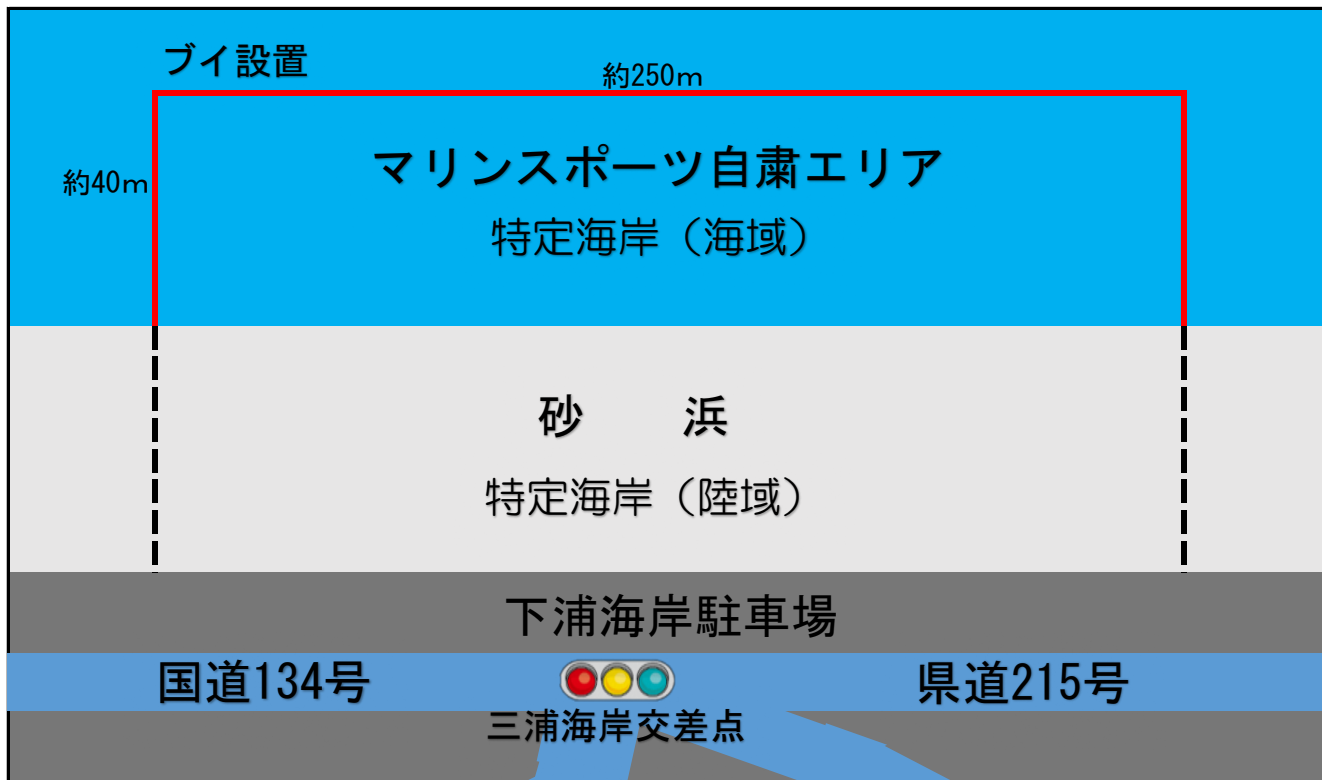 ブイ設置
約250ｍ
マリンスポーツ自粛エリア
約40ｍ
特定海岸（海域）
砂　　浜
特定海岸（陸域）
下浦海岸駐車場
国道134号
県道215号
三浦海岸交差点